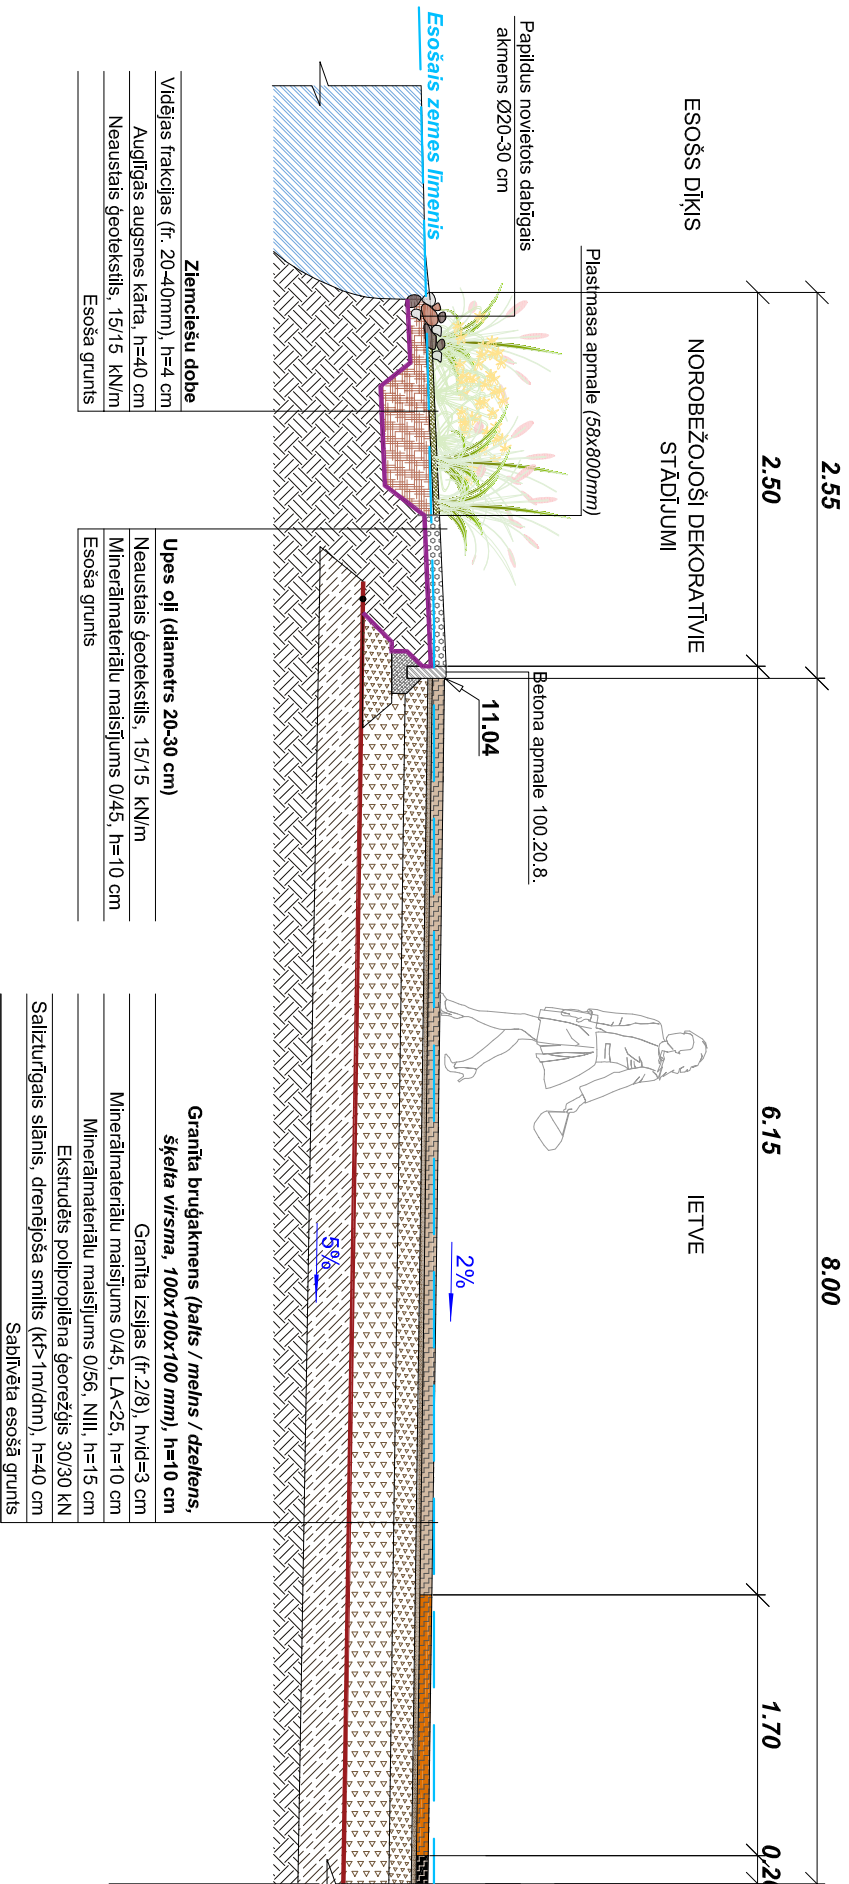 2.55
8.00
2.50
6.15
1.70
ESOŠS DĪĶIS
NOROBEŽOJOŠI DEKORATĪVIE
STĀDĪJUMI
IETVE
Papildus novietots dabīgais
akmens Ø20-30 cm
Plastmasa apmale (58x800mm)
Betona apmale 100.20.8.
11.04
Esošais zemes līmenis
2%
5%
Ziemciešu dobe
Vidējas frakcijas (fr. 20-40mm), h=4 cm
Auglīgās augsnes kārta, h=40 cm
Neaustais ģeotekstils, 15/15 kN/m
Esoša grunts
Upes oļi (diametrs 20-30 cm)
Neaustais ģeotekstils, 15/15 kN/m
Minerālmateriālu maisījums 0/45, h=10 cm
Esoša grunts
Granīta bruģakmens (balts / melns / dzeltens,
šķelta virsma, 100x100x100 mm), h=10 cm
Granīta izsijas (fr.2/8), hvid=3 cm
Minerālmateriālu maisījums 0/45, LA<25, h=10 cm
Minerālmateriālu maisījums 0/56, NIII, h=15 cm
Ekstrudēts polipropilēna ģeorežģis 30/30 kN
Salizturīgais slānis, drenējoša smilts (kf>1m/dnn), h=40 cm
Sablīvēta esošā grunts